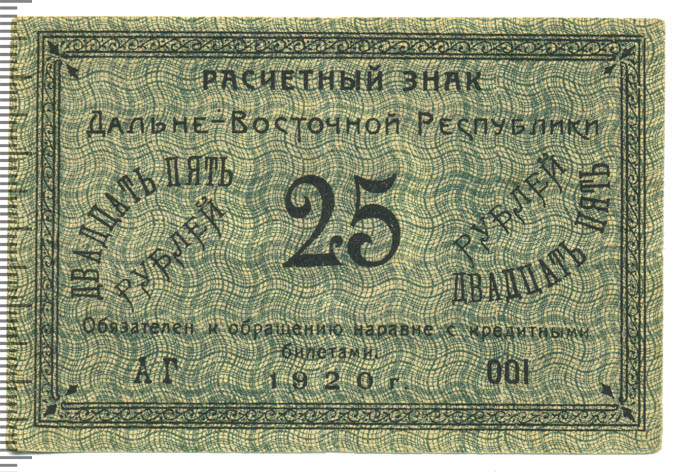 РАСЧЕТНЫЙ ЗНАК
ДАЛЬНЕ-ВОСТОЧНОЙ РЕСПУБЛИКИ
ДВАДЦАТЬ ПЯТЬ
РУБЛЕЙ
25
РУБЛЕЙ
ДВАДЦАТЬ ПЯТЬ
Обязателен к обращению наравне с кредитными
билетами.
АГ
1920 г.
001